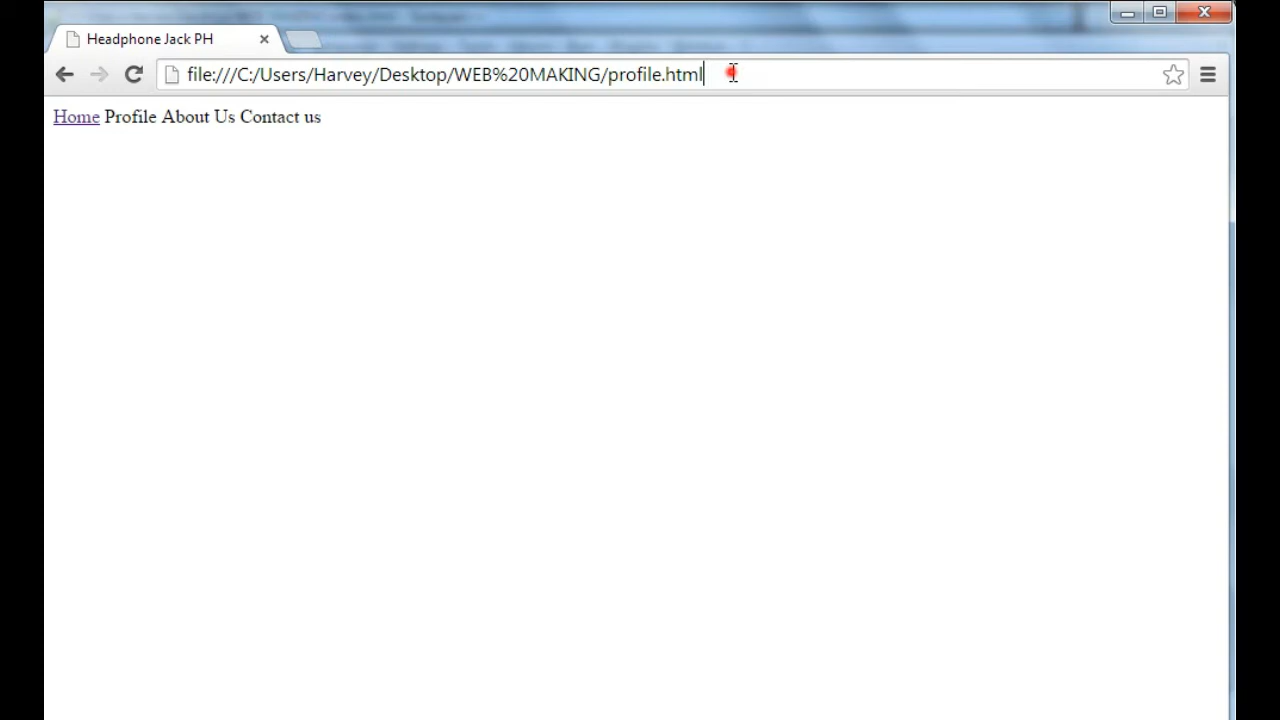 Headphone Jack PH
file:///C:/Users/Harvey/Desktop/WEB%20MAKING/profile.html
Home Profile About Us Contact us